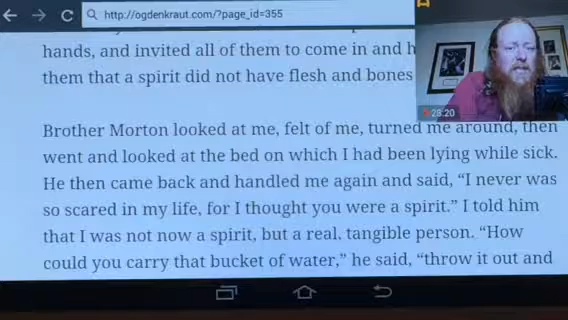 http://ogdenkraut.com/?page_id=355
hands, and invited all of them to come in and h
them that a spirit did not have flesh and bones
25:20
Brother Morton looked at me, felt of me, turned me around, then
went and looked at the bed on which I had been lying while sick.
He then came back and handled me again and said, “I never was
so scared in my life, for I thought you were a spirit.” I told him
that I was not now a spirit, but a real, tangible person. “How
could you carry that bucket of water,” he said, “throw it out and